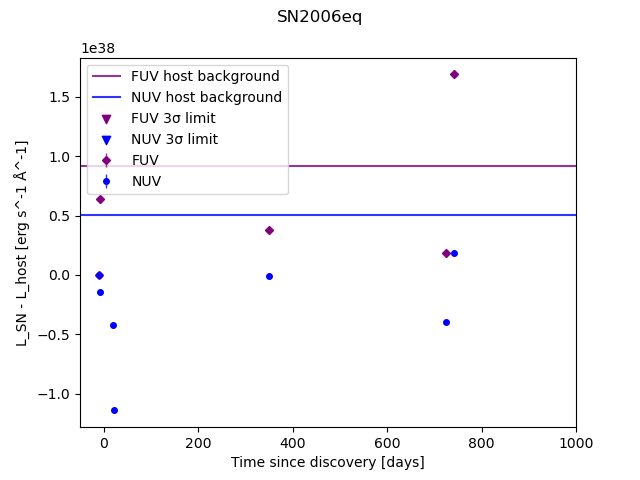 SN2006eq
1e38
FUV host background
NUV host background
FUV 3σ limit
NUV 3σ limit
FUV
NUV
1.5
1.0
0.5
0.0
−0.5
−1.0
L_SN - L_host [erg s^-1 Å^-1]
0 200 400 600 800 1000
Time since discovery [days]